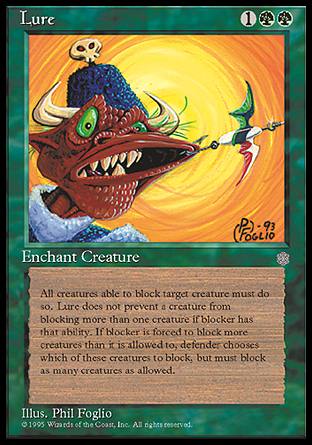 Lure 1
(PF)-93
FOGLIO
Enchant Creature
All creatures able to block target creature must do
so. Lure does not prevent a creature from
blocking more than one creature if blocker has
that ability. If blocker is forced to block more
creatures than it is allowed to, defender chooses
which of these creatures to block, but must block
as many creatures as allowed.
Illus. Phil Foglio
©1995 Wizards of the Coast, Inc. All rights reserved.